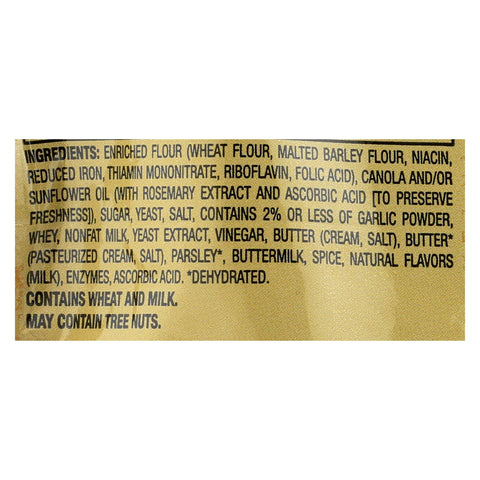 INGREDIENTS: ENRICHED FLOUR (WHEAT FLOUR, MALTED BARLEY FLOUR, NIACIN,
REDUCED IRON, THIAMIN MONONITRATE, RIBOFLAVIN, FOLIC ACID), CANOLA AND/OR
SUNFLOWER OIL (WITH ROSEMARY EXTRACT AND ASCORBIC ACID [TO PRESERVE
FRESHNESS]), SUGAR, YEAST, SALT, CONTAINS 2% OR LESS OF GARLIC POWDER,
WHEY, NONFAT MILK, YEAST EXTRACT, VINEGAR, BUTTER (CREAM, SALT), BUTTER*
(PASTEURIZED CREAM, SALT), PARSLEY*, BUTTERMILK, SPICE, NATURAL FLAVORS
(MILK), ENZYMES, ASCORBIC ACID. *DEHYDRATED.
CONTAINS WHEAT AND MILK.
MAY CONTAIN TREE NUTS.